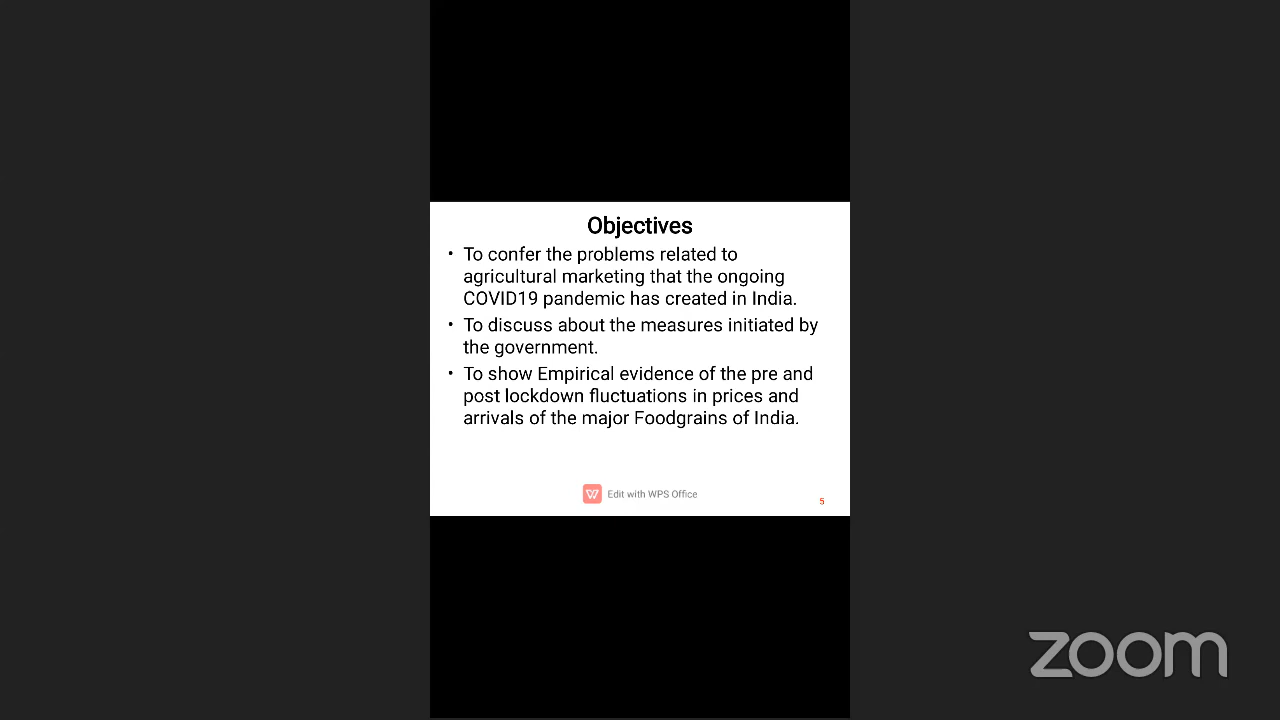 Objectives
• To confer the problems related to
agricultural marketing that the ongoing
COVID19 pandemic has created in India.
• To discuss about the measures initiated by
the government.
• To show Empirical evidence of the pre and
post lockdown fluctuations in prices and
arrivals of the major Foodgrains of India.
Edit with WPS Office
5
zoom